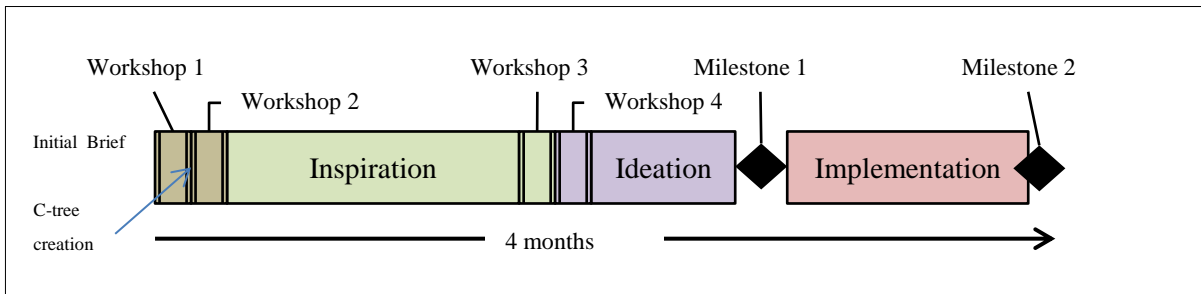 Workshop 1
Workshop 3
Milestone 1
Milestone 2
Workshop 2
Workshop 4
Initial Brief
Inspiration
Ideation
Implementation
C-tree
creation
4 months